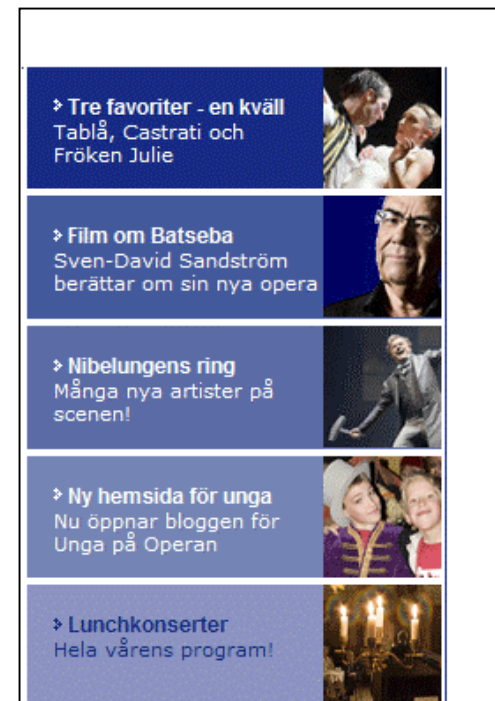 Tre favoriter - en kväll
Tablå, Castrati och
Fröken Julie
Film om Batseba
Sven-David Sandström
berättar om sin nya opera
Nibelungens ring
Många nya artister på
scenen!
Ny hemsida för unga
Nu öppnar bloggen för
Unga på Operan
Lunchkonserter
Hela vårens program!